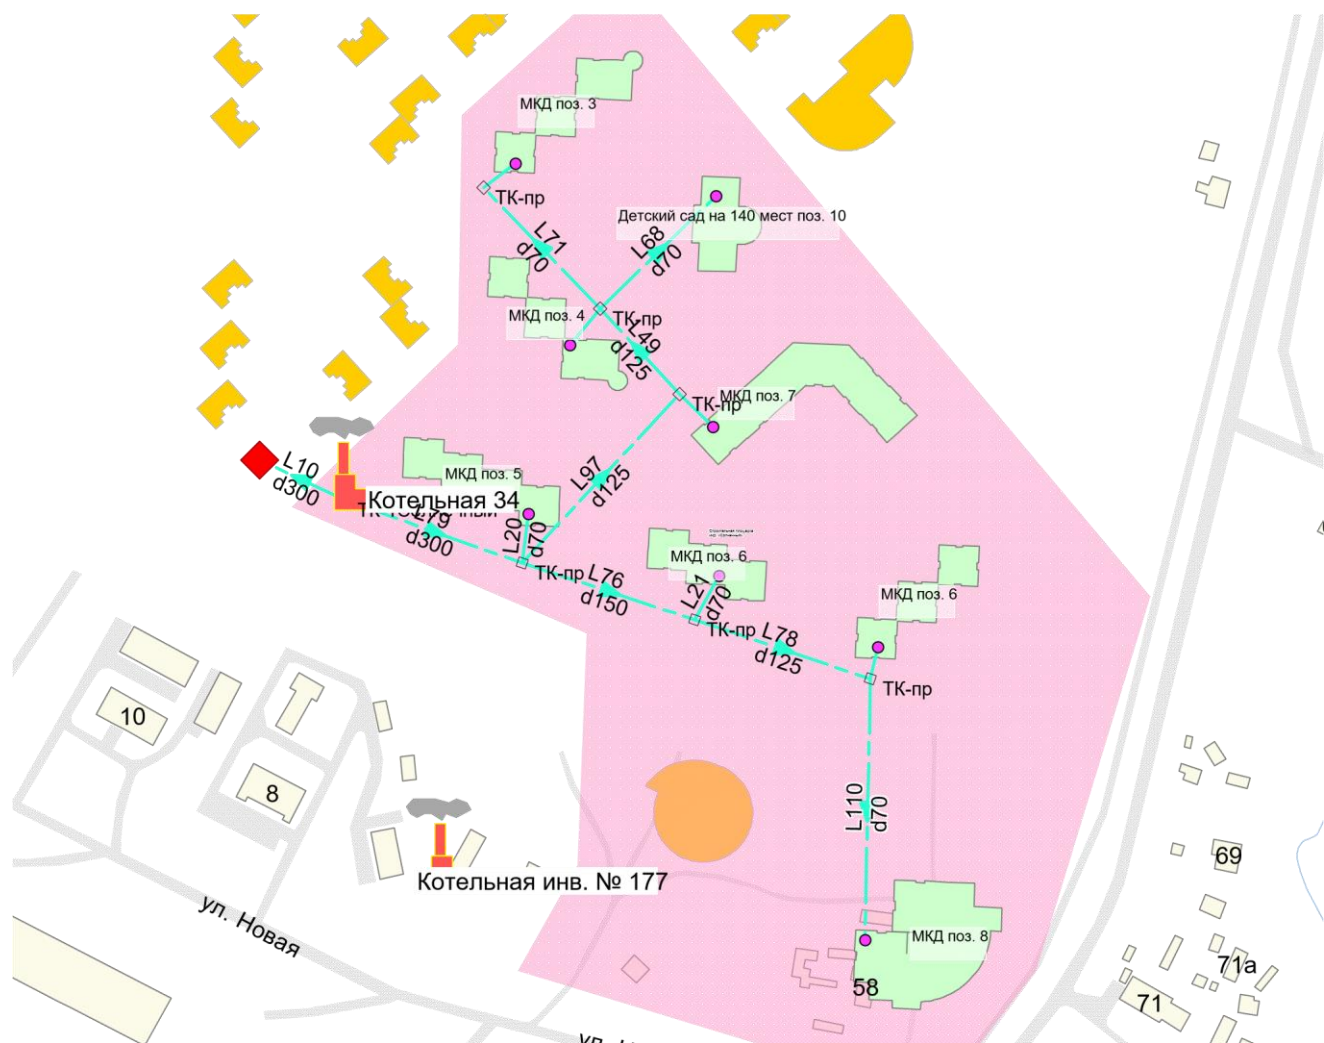 МКД поз. 3
ТК-пр
Детский сад на 140 мест поз. 10
L71
d70
L68
d70
МКД поз. 4
ТК-пр
L49
d125
МКД поз. 7
ТК-пр
L10
d300
Котельная 34
L79
d300
МКД поз. 5
L97
d125
L20
d70
ТК-пр
L76
d150
МКД поз. 6
L21
d70
ТК-пр
L78
d125
МКД поз. 6
ТК-пр
10
8
L110
d70
Котельная инв. № 177
ул. Новая
МКД поз. 8
58
69
71а
71